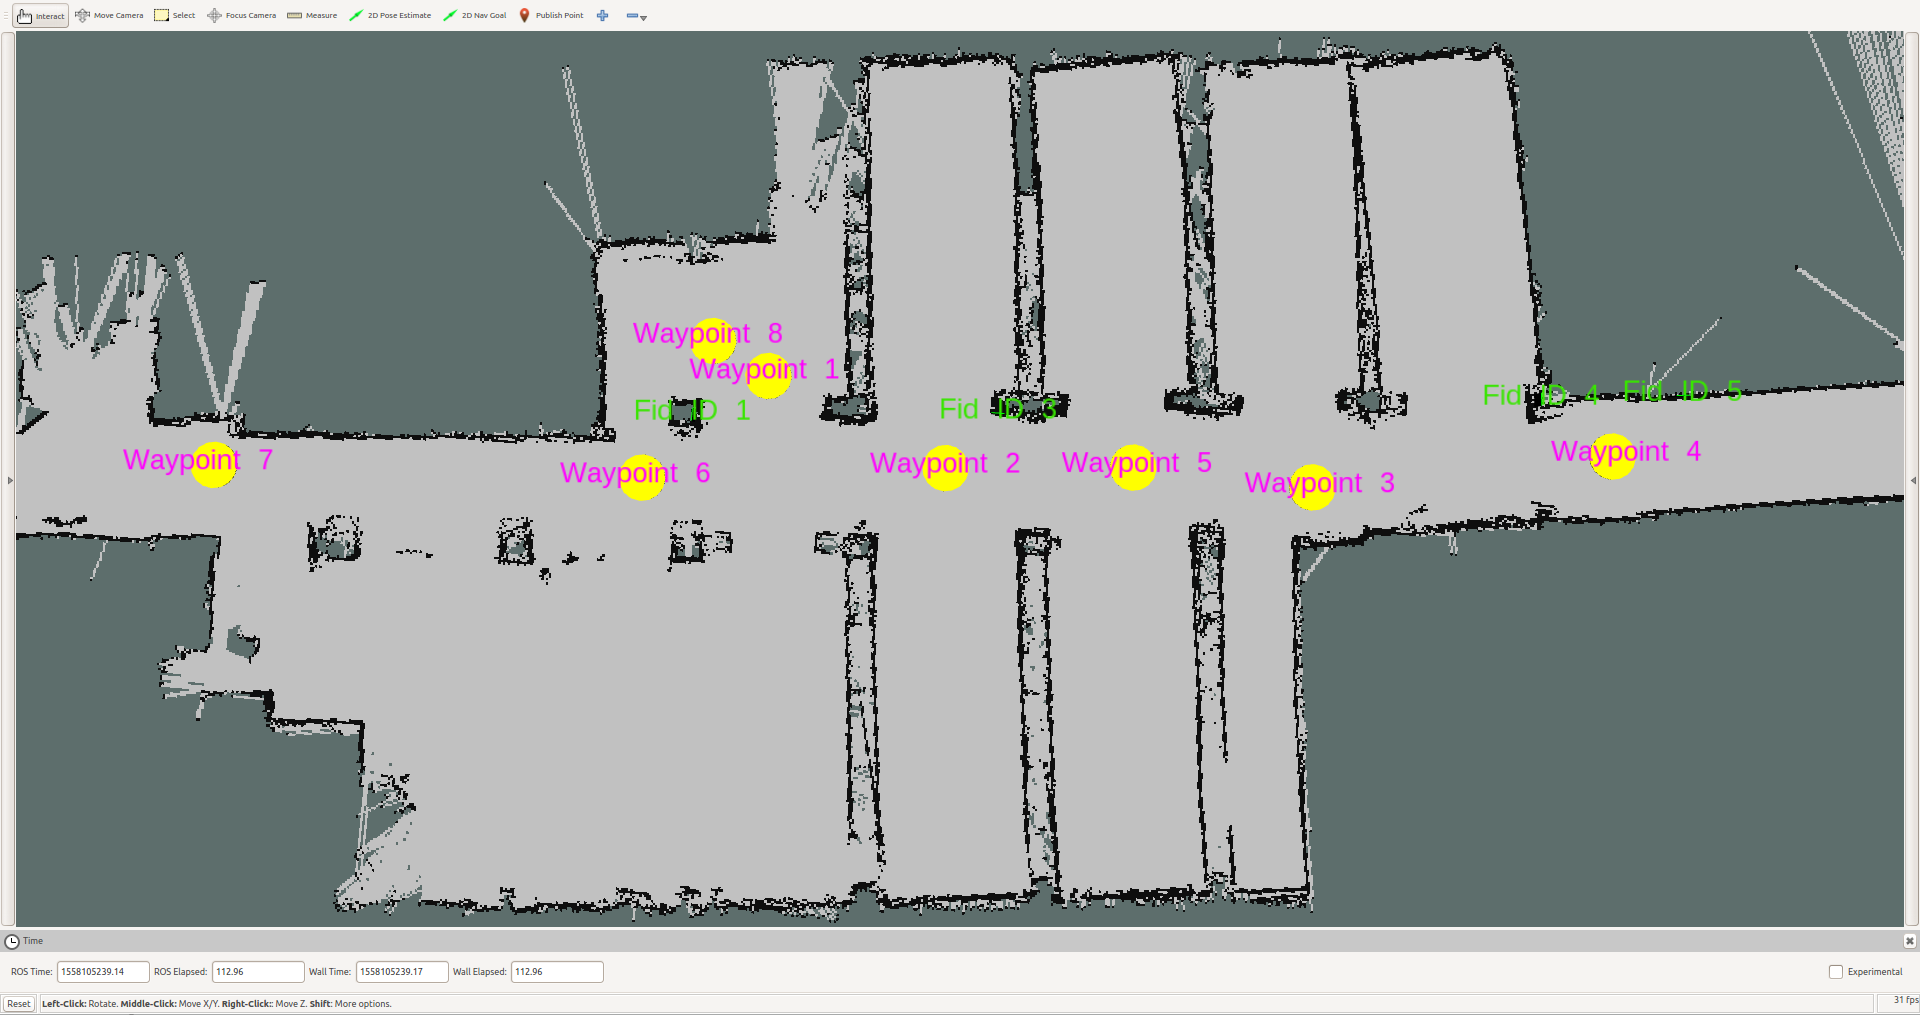 Interact Move Camera Select Focus Camera Measure 2D Pose Estimate 2D Nav Goal Publish Point
Waypoint 8
Waypoint 1
Fid ID 1
Fid ID 3
Fid ID 4
Fid ID 5
Waypoint 7
Waypoint 6
Waypoint 2
Waypoint 5
Waypoint 3
Waypoint 4
Time
ROS Time: 1558105239.14 ROS Elapsed: 112.96 Wall Time: 1558105239.17 Wall Elapsed: 112.96 Experimental
Reset Left-Click: Rotate. Middle-Click: Move X/Y. Right-Click:: Move Z. Shift: More options. 31 fps